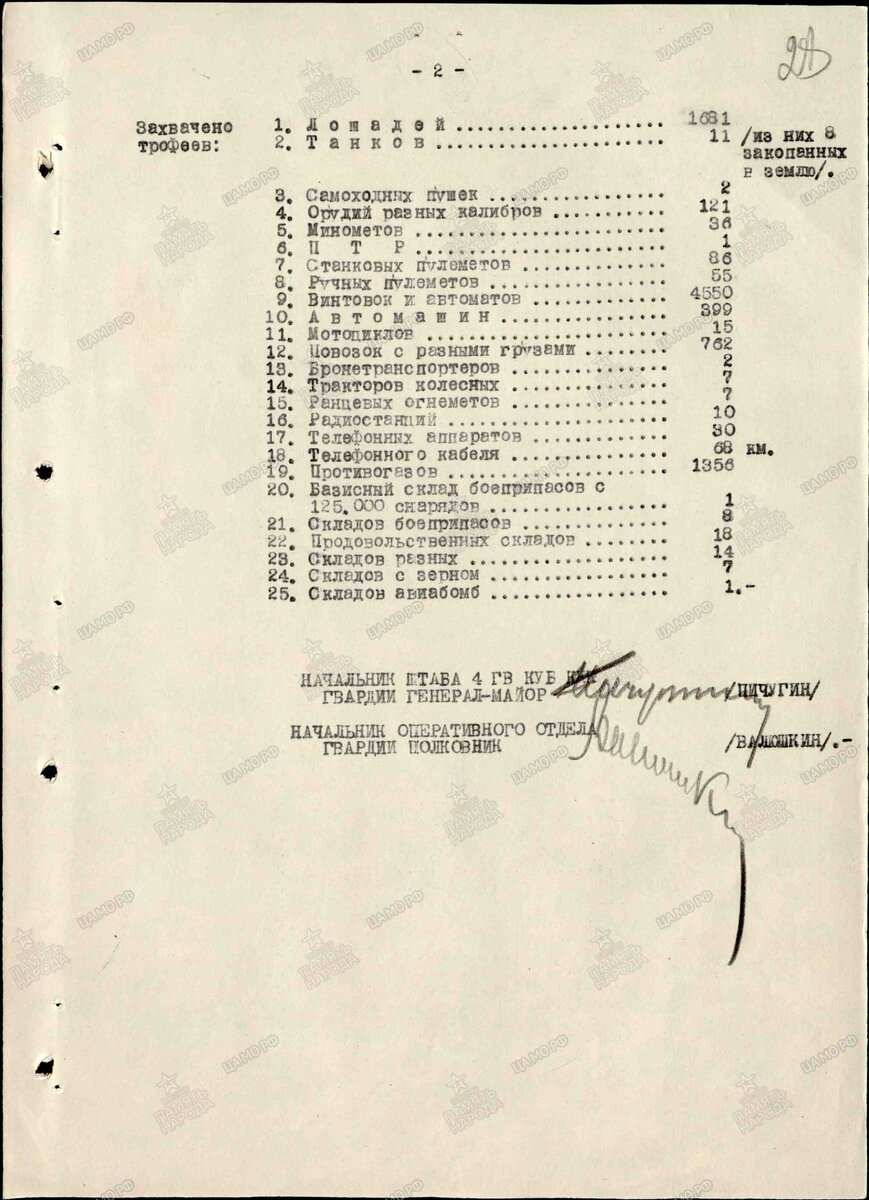 - 2 -
Захвачено трофеев:
1. Лошадей .................... 1681
2. Танков ..................... 11 /из них 8
закопанных
в землю/.
3. Самоходных пушек ................. 2
4. Орудий разных калибров ........... 121
5. Минометов ........................ 36
6. П Т Р ........................ 1
7. Станковых пулеметов .............. 86
8. Ручных пулеметов ................. 55
9. Винтовок и автоматов ............. 4550
10. Автомашин ................ 399
11. Мотоциклов ............... 15
12. Повозок с разными грузами ........ 762
13. Бронетранспортеров ............... 2
14. Тракторов колесных ............... 7
15. Ранцевых огнеметов ............... 7
16. Радиостанций ..................... 10
17. Телефонных аппаратов ............. 30
18. Телефонного кабеля ............... 68 км.
19. Противогазов ..................... 1356
20. Базисный склад боеприпасов с
125.000 снарядов ................. 1
21. Складов боеприпасов .............. 8
22. Продовольственных складов ........ 18
23. Складов разных ................... 14
24. Складов с зерном ................. 7
25. Складов авиабомб ................. 1.-
НАЧАЛЬНИК ШТАБА 4 ГВ КУБ КУК
ГВАРДИИ ГЕНЕРАЛ-МАЙОР /ПИЧУГИН/
НАЧАЛЬНИК ОПЕРАТИВНОГО ОТДЕЛА
ГВАРДИИ ПОЛКОВНИК /ВАЛЮШКИН/.-
ПАМЯТЬ НАРОДА
ЦАМО РФ